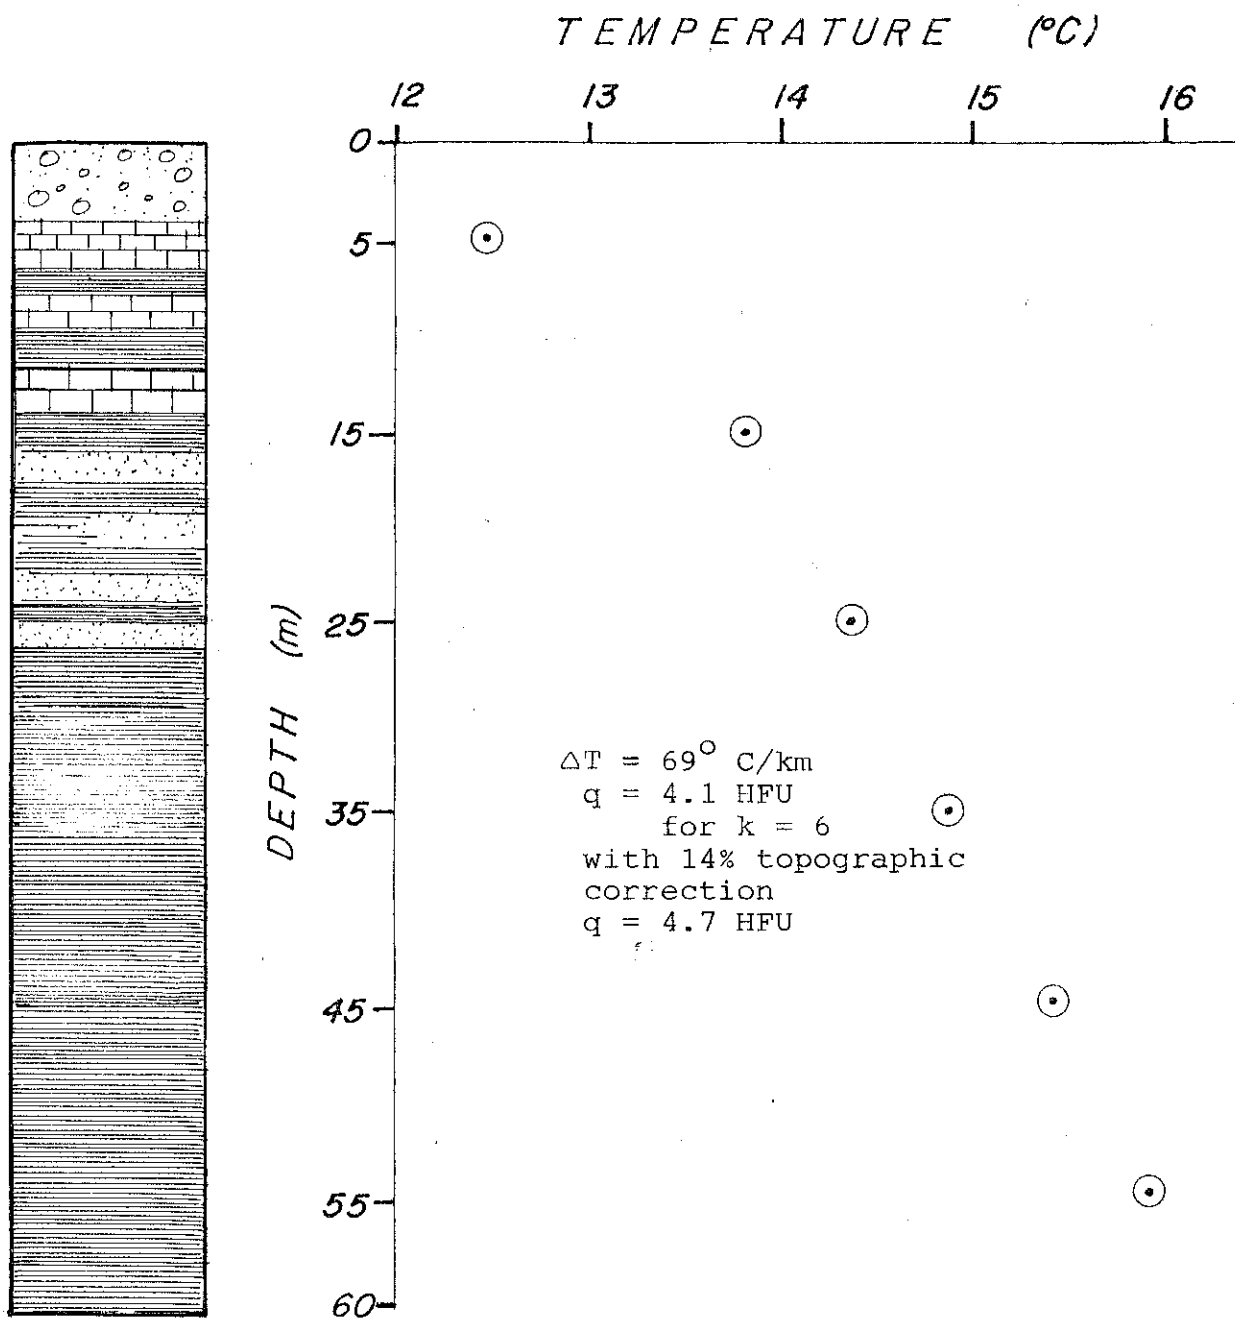 TEMPERATURE (°C)
12 13 14 15 16
0
5
15
25
35
45
55
60
DEPTH (m)
△T = 69° C/km
q = 4.1 HFU
for k = 6
with 14% topographic
correction
q = 4.7 HFU